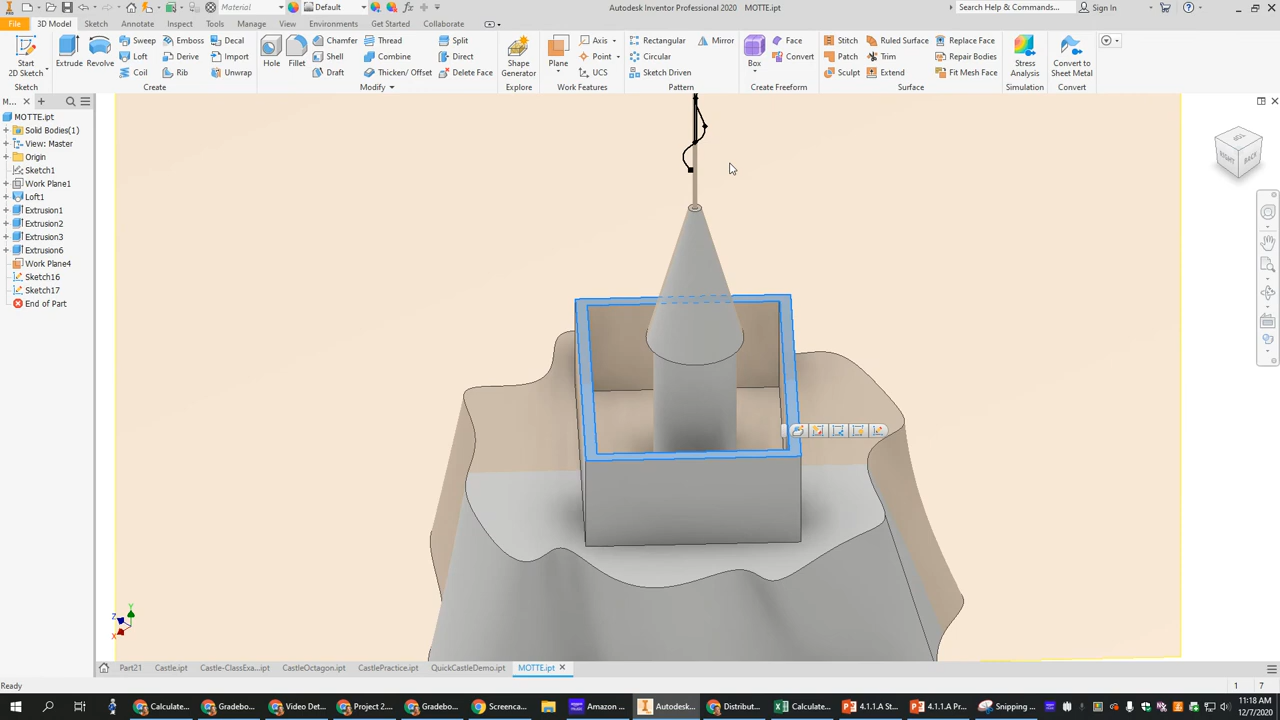 Material Default Autodesk Inventor Professional 2020 MOTTE.ipt Search Help & Commands... Sign In
File 3D Model Sketch Annotate Inspect Tools Manage View Environments Get Started Collaborate
Sweep Emboss Decal Chamfer Thread Split Axis Rectangular Mirror Face Stitch Ruled Surface Replace Face
Loft Derive Import Shell Combine Direct Point Circular Convert Patch Trim Repair Bodies
Coil Rib Unwrap Draft Thicken/ Offset Delete Face UCS Sketch Driven Sculpt Extend Fit Mesh Face
Start Extrude Revolve Hole Fillet Shape Plane Box Stress Convert to
2D Sketch Generator Analysis Sheet Metal
Sketch Create Modify Explore Work Features Pattern Create Freeform Surface Simulation Convert
M...
MOTTE.ipt
Solid Bodies(1)
View: Master
Origin
Sketch1
Work Plane1
Loft1
Extrusion1
Extrusion2
Extrusion3
Extrusion6
Work Plane4
Sketch16
Sketch17
End of Part
TOP
RIGHT BACK
Y
Z
X
Part21 Castle.ipt Castle-ClassExa...ipt CastleOctagon.ipt CastlePractice.ipt QuickCastleDemo.ipt MOTTE.ipt
Ready 1 7
Calculate... Gradebo... Video Det... Project 2... Gradebo... Screenca... Amazon ... Autodesk... Distribut... Calculate... 4.1.1.A St... 4.1.1.A Pr... Snipping ... 11:18 AM
12/7/2020